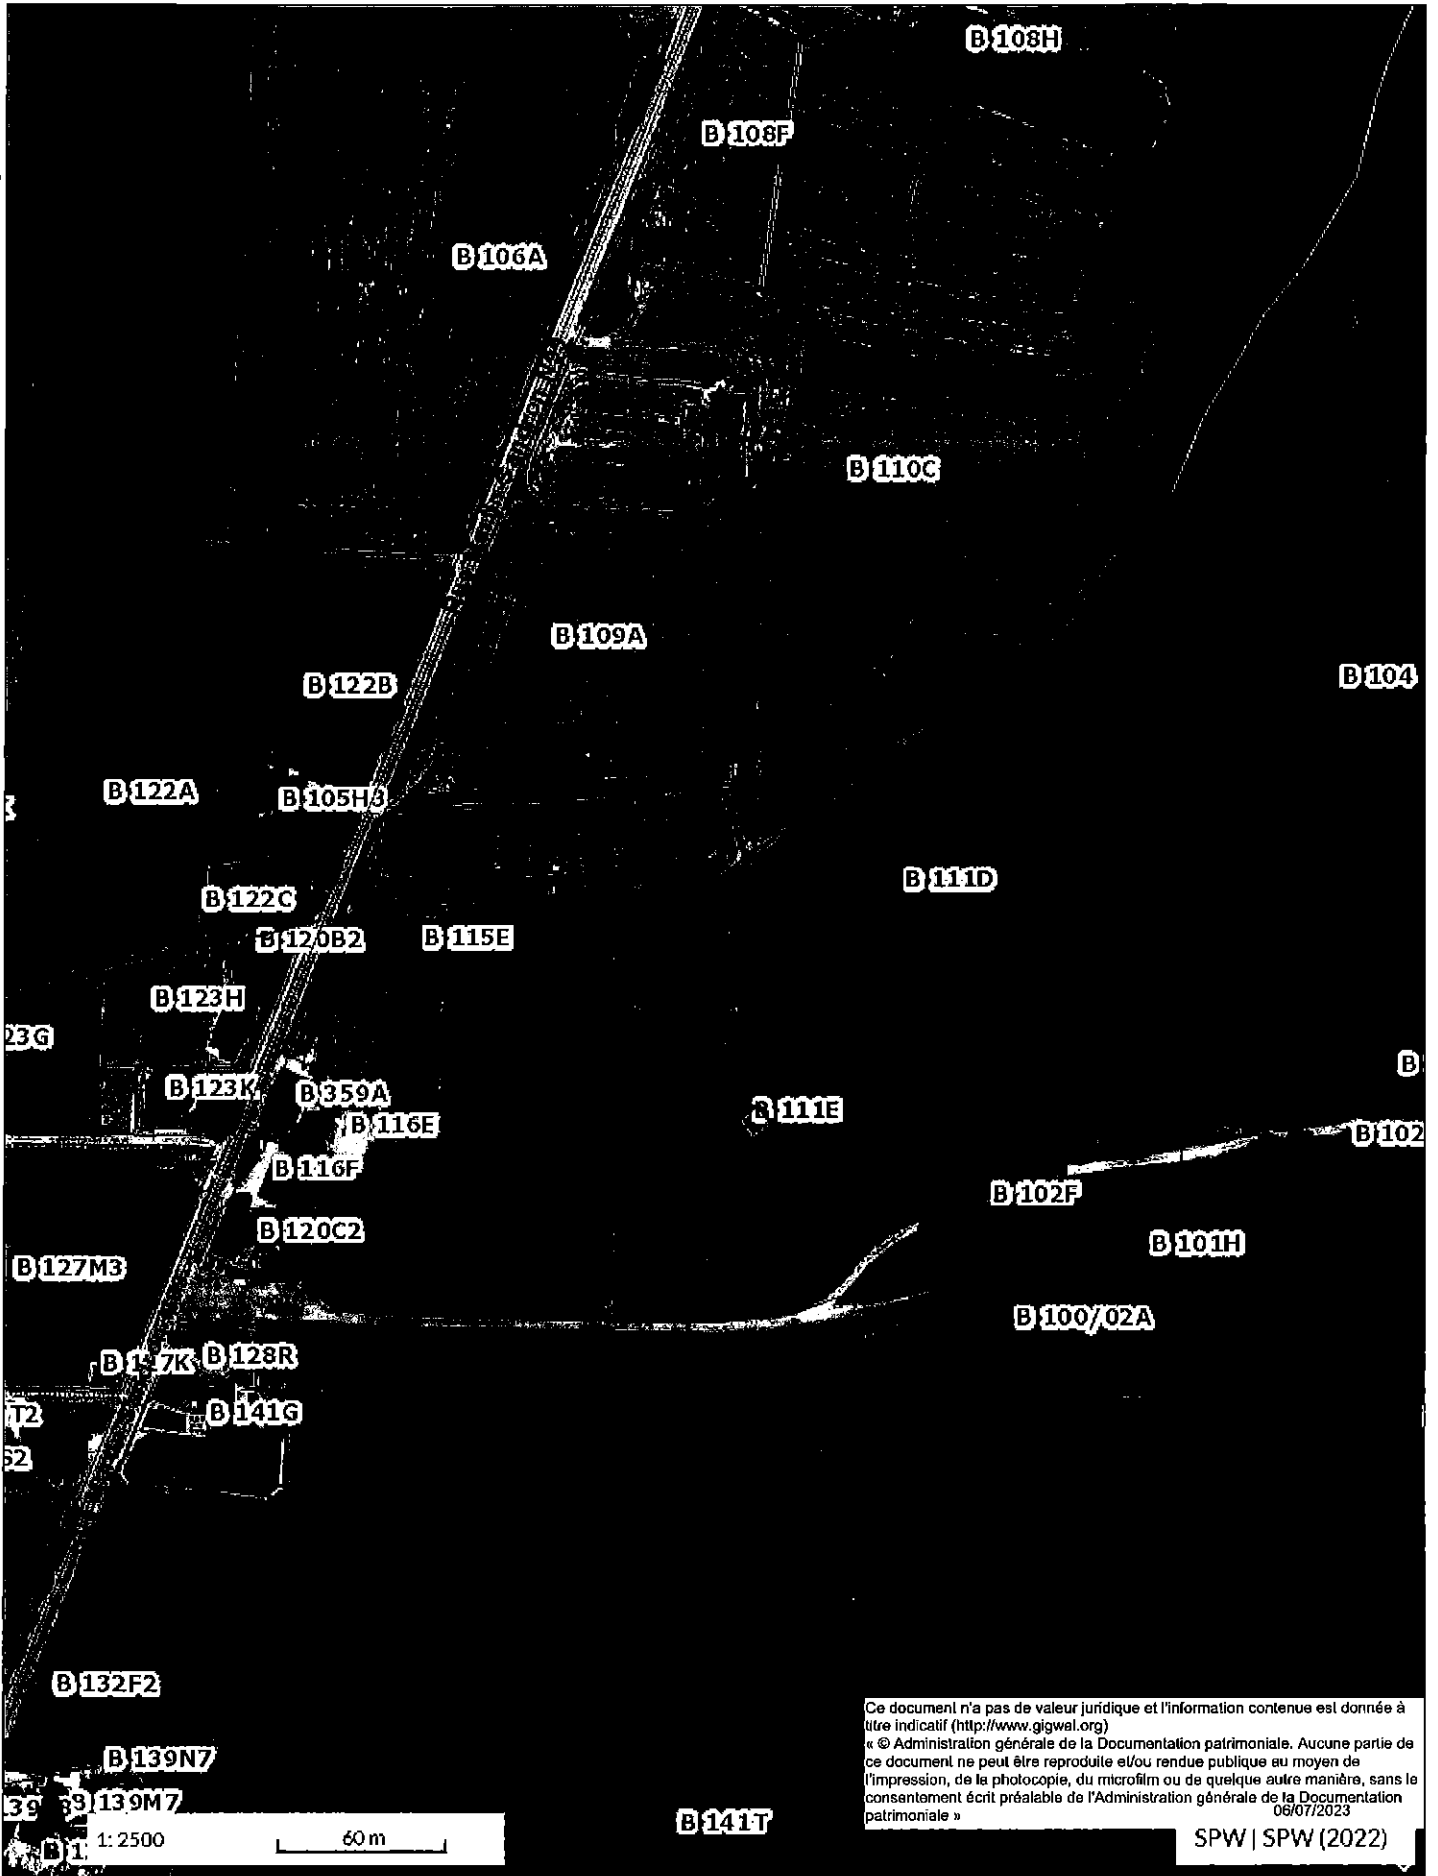 B 108H
B 108F
B 106A
B 110C
B 109A
B 104
B 122B
B 122A
B 105H3
B 111D
B 122C
B 120B2
B 115E
B 123H
23G
B
B 123K
B 359A
B 111E
B 116E
B 102
B 116F
B 102F
B 120C2
B 101H
B 127M3
B 100/02A
B 128R
B 141G
T2
S2
B 132F2
B 139N7
139M7
B 141T
B 1
1: 2500
60 m
Ce document n'a pas de valeur juridique et l'information contenue est donnée à
titre indicatif (http://www.gigwal.org)
« © Administration générale de la Documentation patrimoniale. Aucune partie de
ce document ne peut être reproduite et/ou rendue publique au moyen de
l'impression, de la photocopie, du microfilm ou de quelque autre manière, sans le
consentement écrit préalable de l'Administration générale de la Documentation
patrimoniale »
06/07/2023
SPW | SPW (2022)